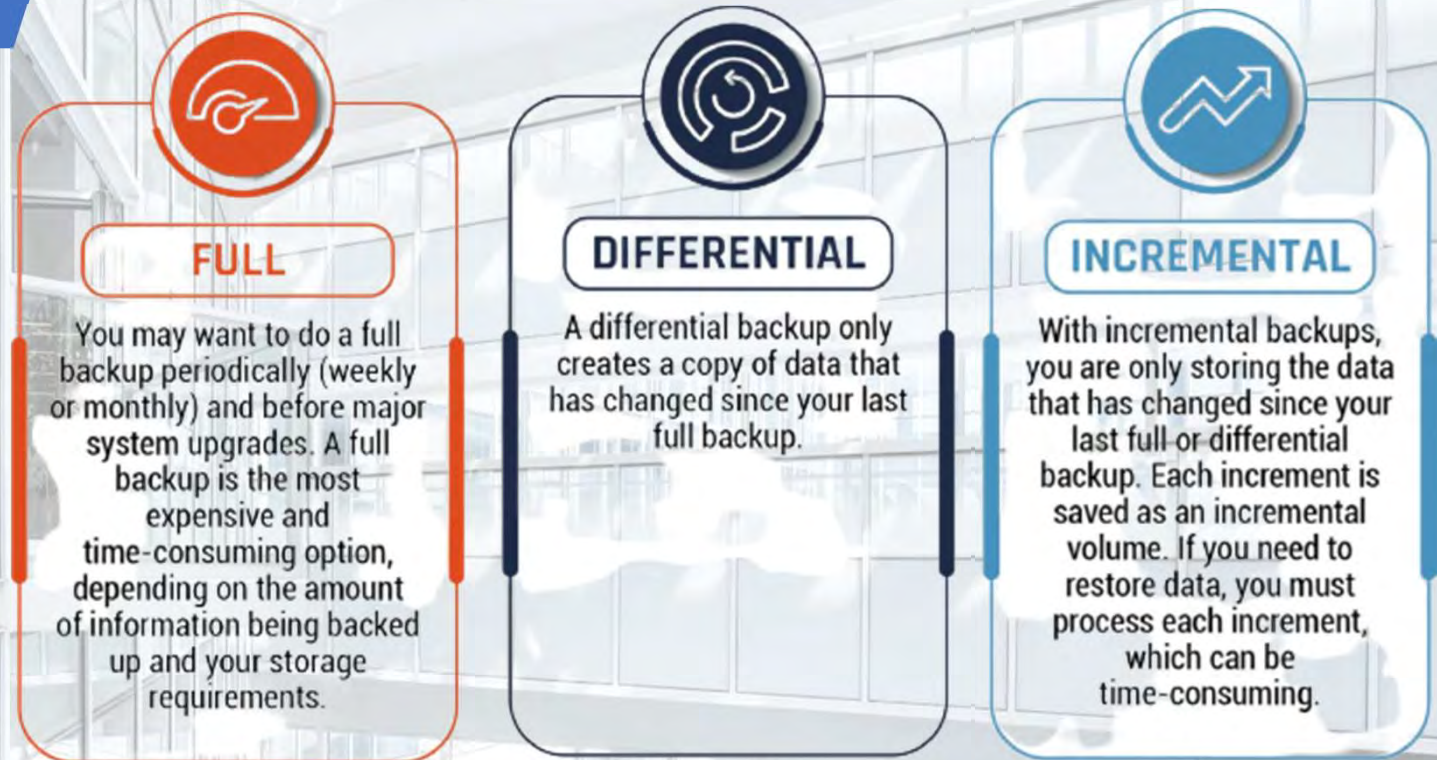 FULL
You may want to do a full
backup periodically (weekly
or monthly) and before major
system upgrades. A full
backup is the most
expensive and
time-consuming option,
depending on the amount
of information being backed
up and your storage
requirements.
DIFFERENTIAL
A differential backup only
creates a copy of data that
has changed since your last
full backup.
INCREMENTAL
With incremental backups,
you are only storing the data
that has changed since your
last full or differential
backup. Each increment is
saved as an incremental
volume. If you need to
restore data, you must
process each increment,
which can be
time-consuming.